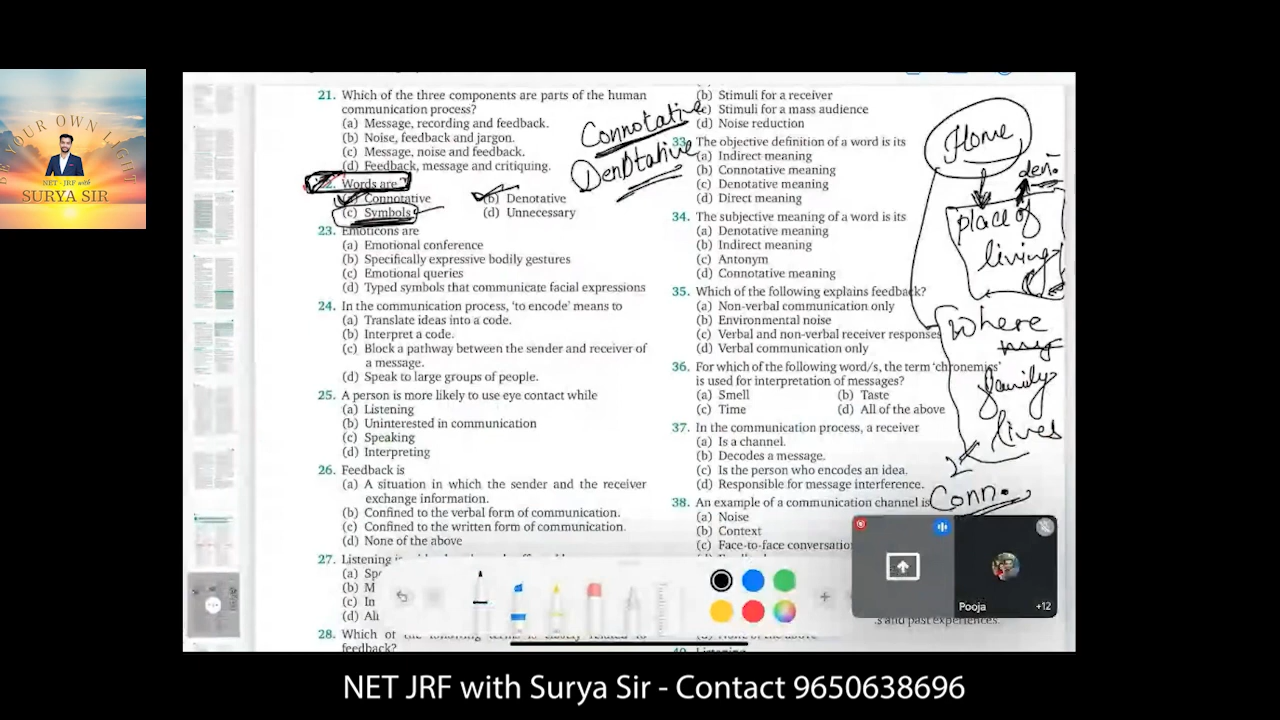 BE YOUR OWN LIGHT
NET - JRF with
SURYA SIR
21. Which of the three components are parts of the human
communication process?
(a) Message, recording and feedback.
(b) Noise, feedback and jargon.
(c) Message, noise and feedback.
(d) Feedback, message and critiquing.
Words are
Connotative
(b) Denotative
(c) Symbols
(d) Unnecessary
23. Emoticons are
(a) Emotional conference
(b) Specifically expressive bodily gestures
(c) Emotional queries
(d) Typed symbols that communicate facial expressions
24. In the communication process, 'to encode' means to
(a) Translate ideas into a code.
(b) Interpret a code.
(c) Block a pathway between the sender and receiver of
a message.
(d) Speak to large groups of people.
25. A person is more likely to use eye contact while
(a) Listening
(b) Uninterested in communication
(c) Speaking
(d) Interpreting
26. Feedback is
(a) A situation in which the sender and the receiver
exchange information.
(b) Confined to the verbal form of communication.
(c) Confined to the written form of communication.
(d) None of the above
27. Listening
(a)
(b)
(c)
(d)
28. Which of the following terms is closely related to
feedback?
Connotative
Denotative
(b) Stimuli for a receiver
(c) Stimuli for a mass audience
(d) Noise reduction
33. The objective definition of a word is its
(a) Indirect meaning
(b) Connotative meaning
(c) Denotative meaning
(d) Direct meaning
34. The subjective meaning of a word is its
(a) Denotative meaning
(b) Indirect meaning
(c) Antonym
(d) Connotative meaning
35. Which of the following explains feedback?
(a) Non-verbal communication only
(b) Environmental noise
(c) Verbal and non-verbal receiver responses
(d) Verbal communication only
36. For which of the following word/s, the term 'chronemics'
is used for interpretation of messages?
(a) Smell (b) Taste
(c) Time (d) All of the above
37. In the communication process, a receiver
(a) Is a channel.
(b) Decodes a message.
(c) Is the person who encodes an idea.
(d) Responsible for message interference.
38. An example of a communication channel is
(a) Noise
(b) Context
(c) Face-to-face conversation
s and past experiences.
Home
den.
place of
living
Where
my
family
lives
Conn.
Pooja
+12
NET JRF with Surya Sir - Contact 9650638696